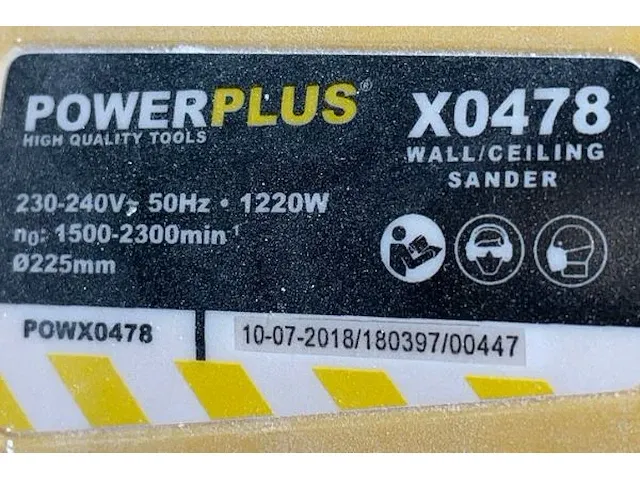 POWERPLUS®
HIGH QUALITY TOOLS
X0478
WALL/CEILING
SANDER
230-240V~ 50Hz • 1220W
n₀: 1500-2300min⁻¹
Ø225mm
POWX0478
10-07-2018/180397/00447